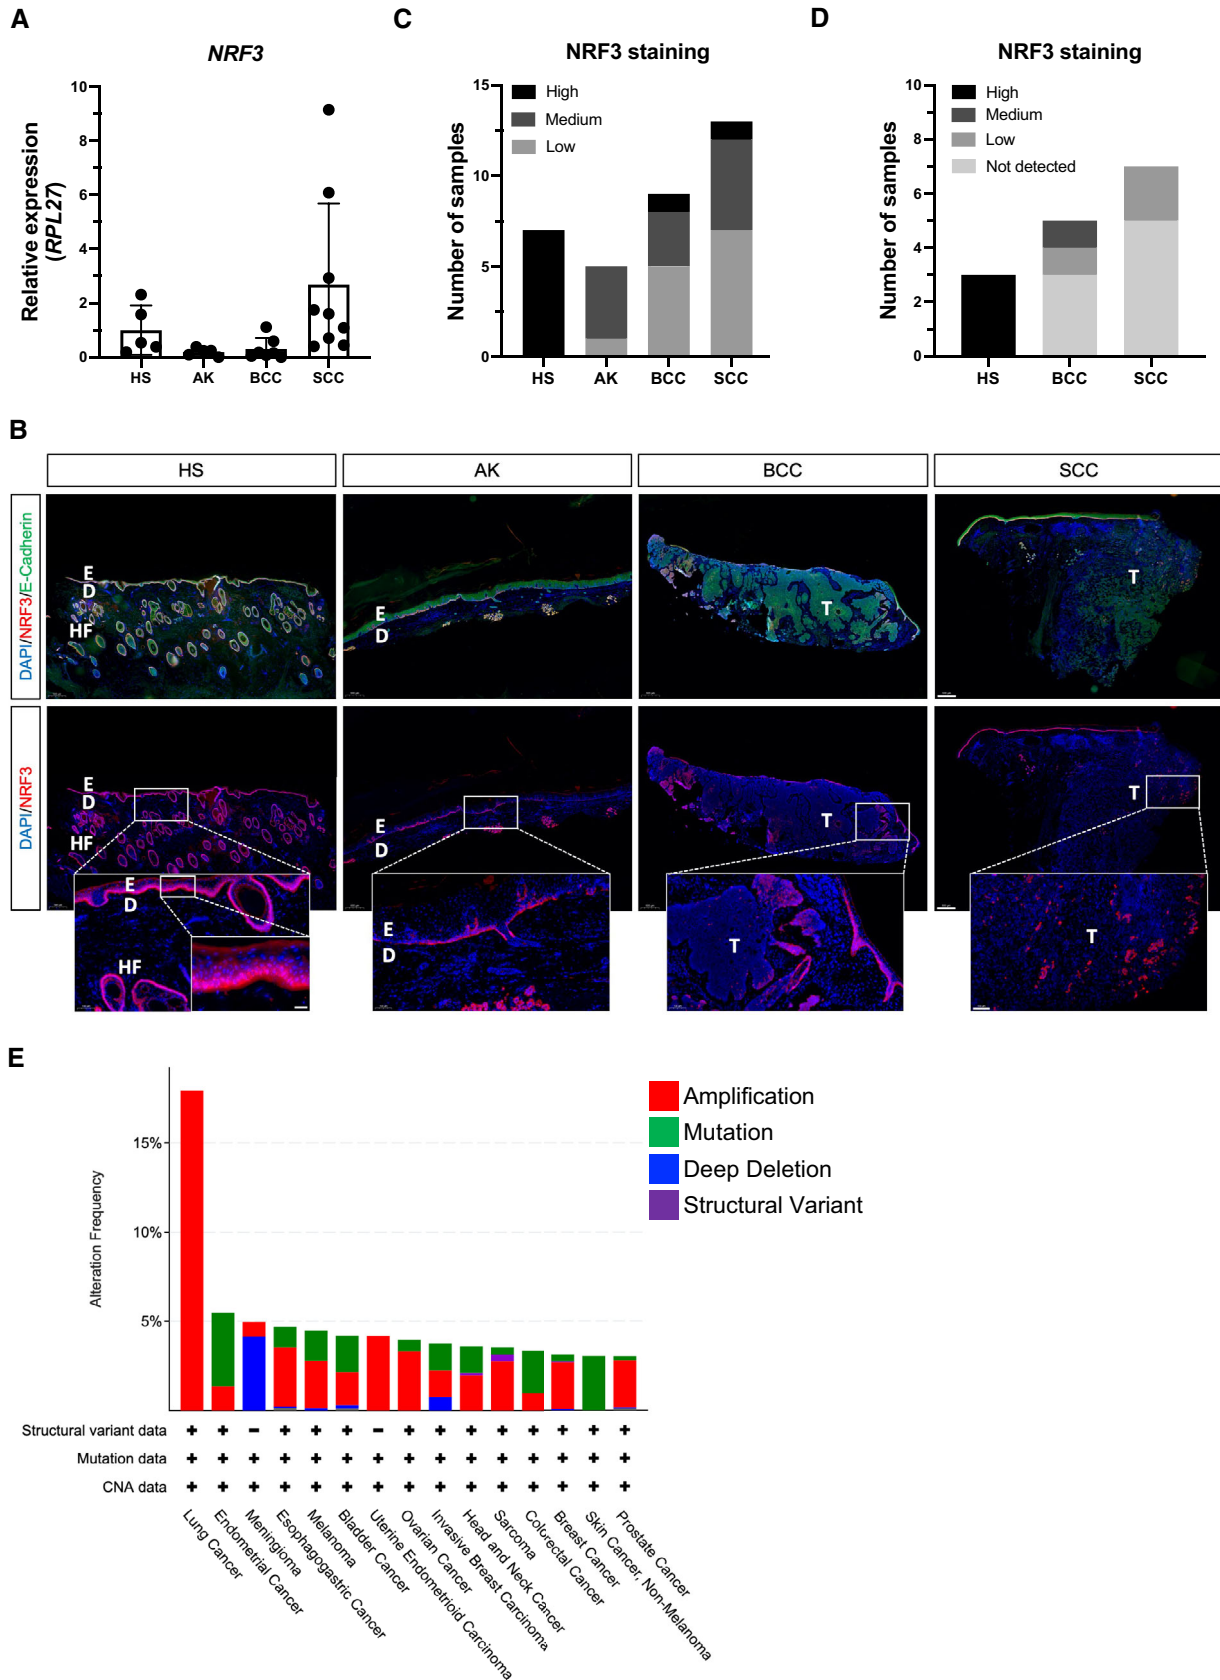 A
NRF3
Relative expression
(RPL27)
10
8
6
4
2
0
HS
AK
BCC
SCC
C
NRF3 staining
Number of samples
15
10
5
0
High
Medium
Low
HS
AK
BCC
SCC
D
NRF3 staining
Number of samples
10
8
6
4
2
0
High
Medium
Low
Not detected
HS
BCC
SCC
B
HS
AK
BCC
SCC
DAPI/NRF3/E-Cadherin
E
D
HF
E
D
T
T
DAPI/NRF3
E
D
HF
E
D
T
T
E
D
HF
E
D
T
T
E
Alteration Frequency
15%
10%
5%
Amplification
Mutation
Deep Deletion
Structural Variant
Structural variant data + + - + + + - + + + + + + + +
Mutation data + + + + + + + + + + + + + + +
CNA data + + + + + + + + + + + + + + +
Lung Cancer
Endometrial Cancer
Meningioma
Esophagogastric Cancer
Melanoma
Bladder Cancer
Uterine Endometrioid Carcinoma
Ovarian Cancer
Invasive Breast Carcinoma
Head and Neck Cancer
Sarcoma
Colorectal Cancer
Breast Cancer
Skin Cancer, Non-Melanoma
Prostate Cancer